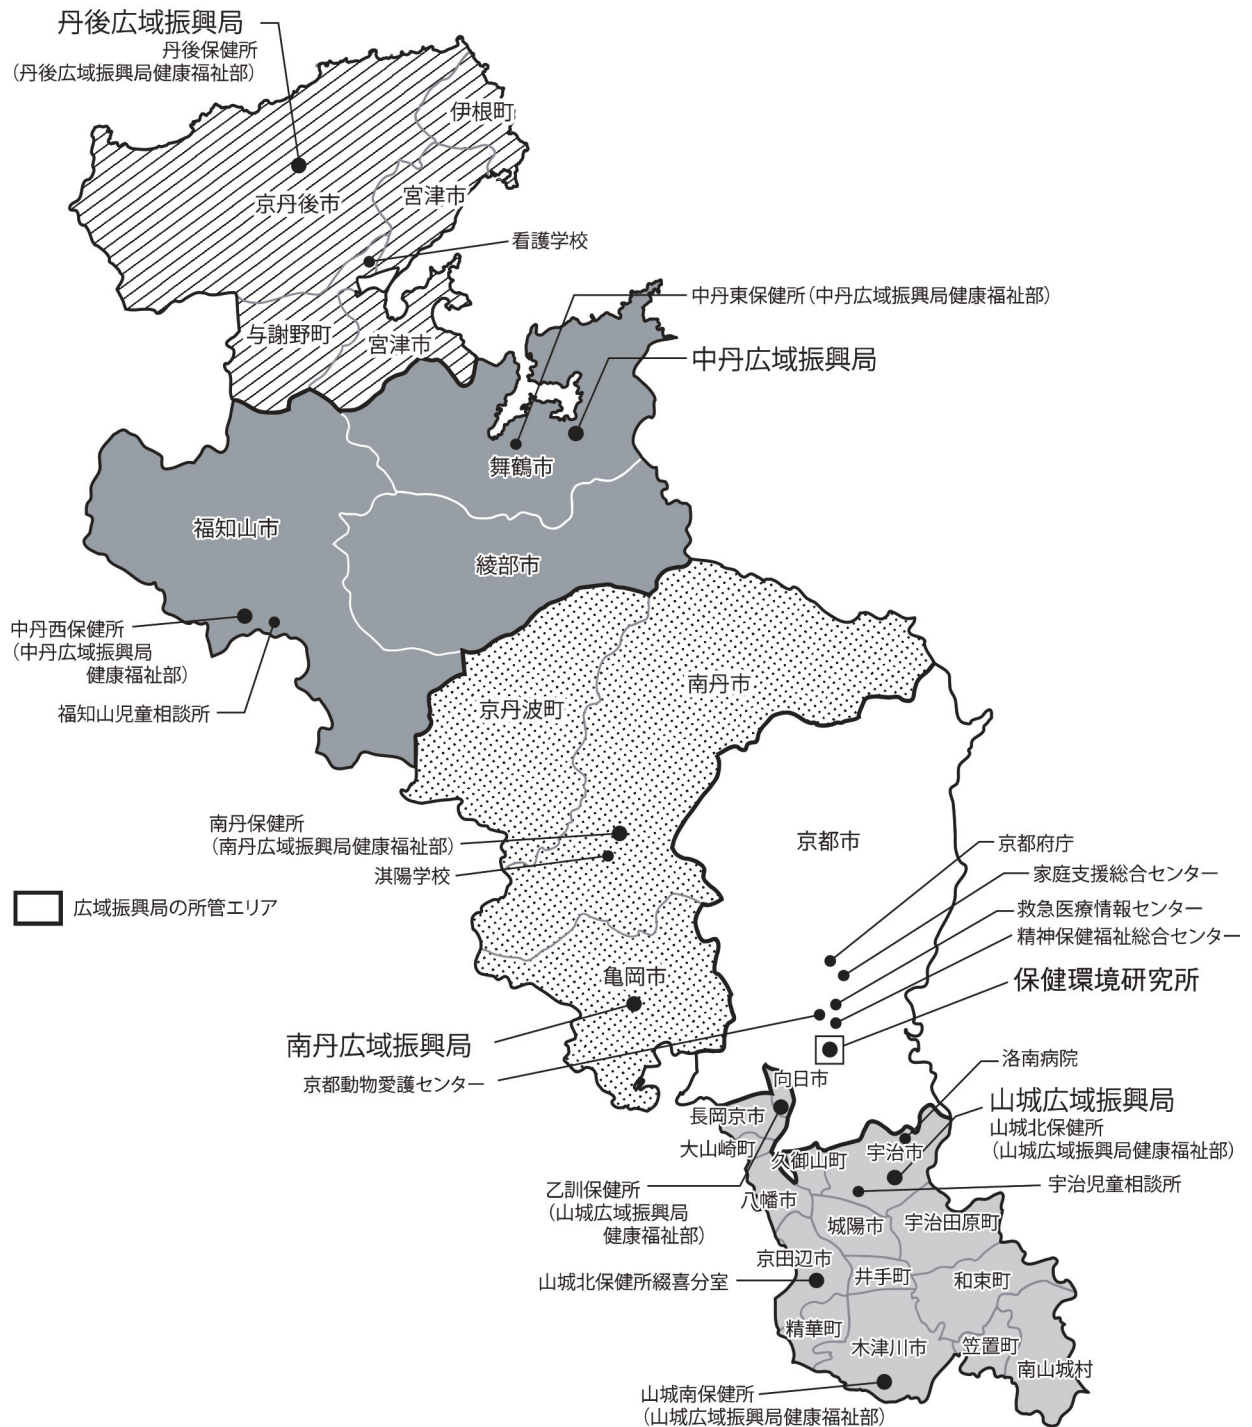 丹後広域振興局
丹後保健所
(丹後広域振興局健康福祉部)
伊根町
京丹後市
宮津市
看護学校
中丹東保健所(中丹広域振興局健康福祉部)
与謝野町
宮津市
中丹広域振興局
舞鶴市
福知山市
綾部市
中丹西保健所
(中丹広域振興局
健康福祉部)
福知山児童相談所
南丹市
京丹波町
南丹保健所
(南丹広域振興局健康福祉部)
淇陽学校
京都市
京都府庁
家庭支援総合センター
救急医療情報センター
精神保健福祉総合センター
保健環境研究所
広域振興局の所管エリア
亀岡市
南丹広域振興局
京都動物愛護センター
洛南病院
山城広域振興局
山城北保健所
(山城広域振興局健康福祉部)
宇治児童相談所
向日市
長岡京市
大山崎町
久御山町
宇治市
乙訓保健所
(山城広域振興局
健康福祉部)
八幡市
城陽市
宇治田原町
京田辺市
山城北保健所綴喜分室
井手町
和束町
精華町
木津川市
笠置町
南山城村
山城南保健所
(山城広域振興局健康福祉部)